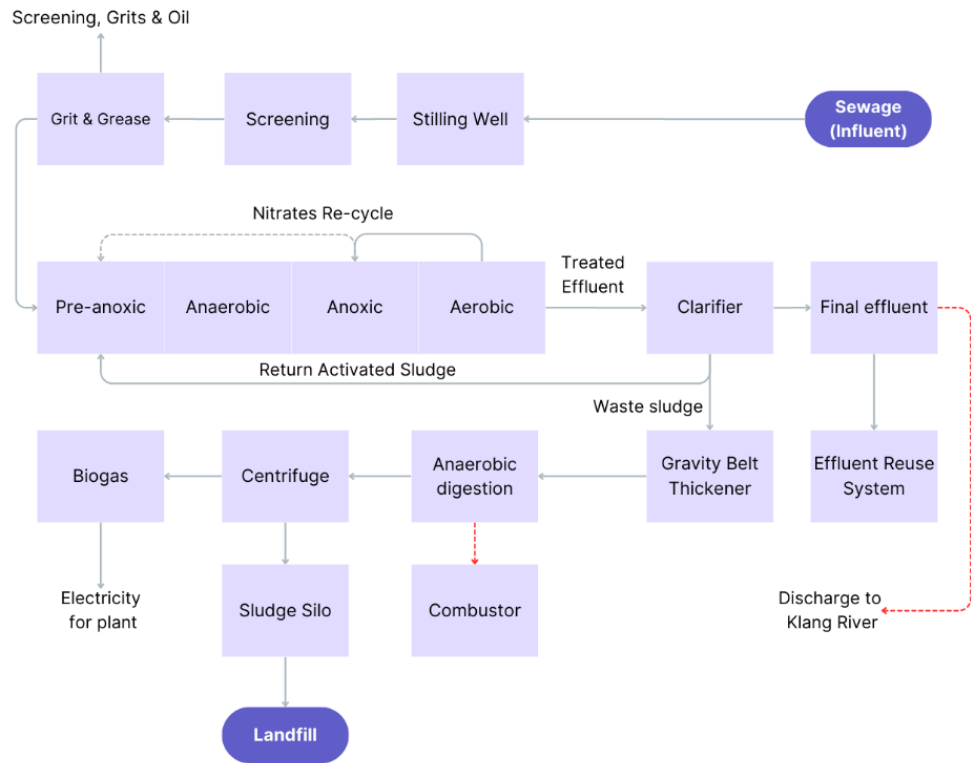 Screening, Grits & Oil
Grit & Grease
Screening
Stilling Well
Sewage
(Influent)
Nitrates Re-cycle
Pre-anoxic
Anaerobic
Anoxic
Aerobic
Treated
Effluent
Clarifier
Final effluent
Return Activated Sludge
Waste sludge
Biogas
Centrifuge
Anaerobic
digestion
Gravity Belt
Thickener
Effluent Reuse
System
Electricity
for plant
Sludge Silo
Combustor
Discharge to
Klang River
Landfill